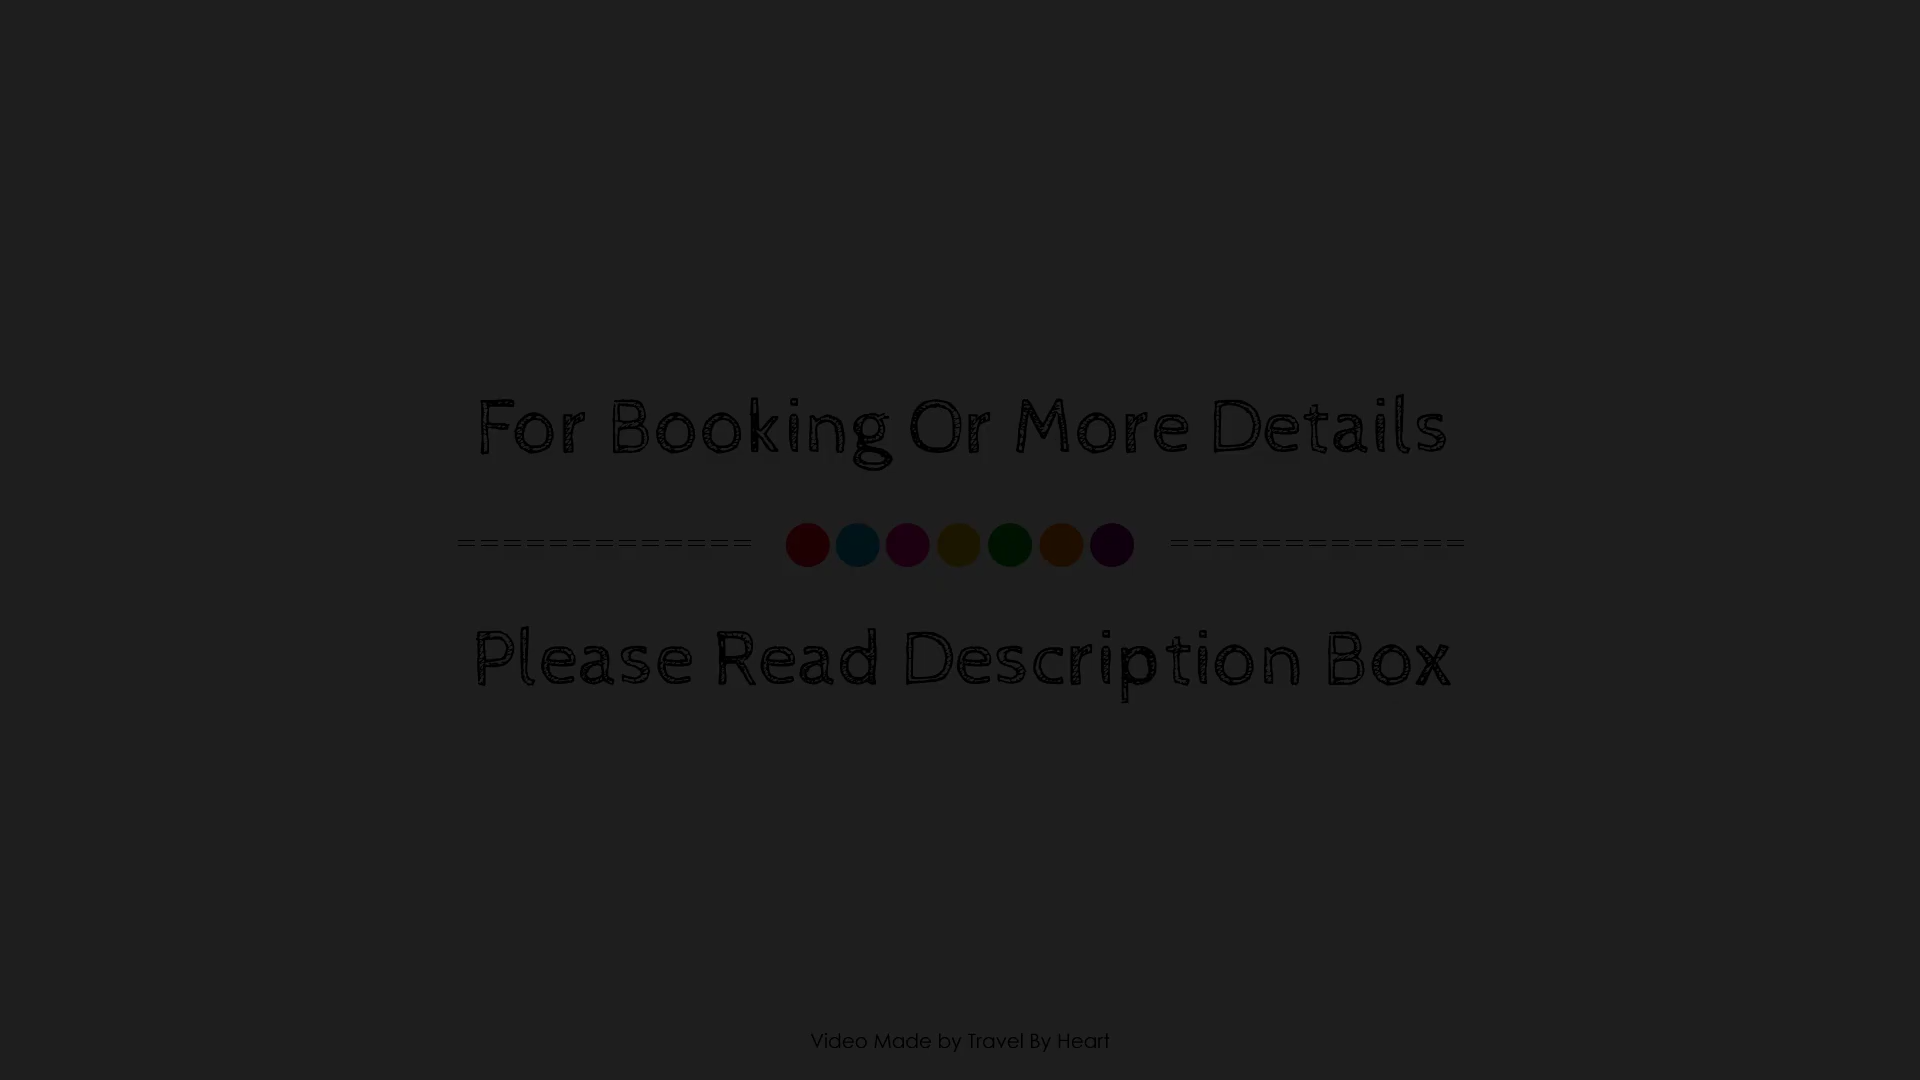 For Booking Or More Details
============= =============
Please Read Description Box
Video Made by Travel By Heart